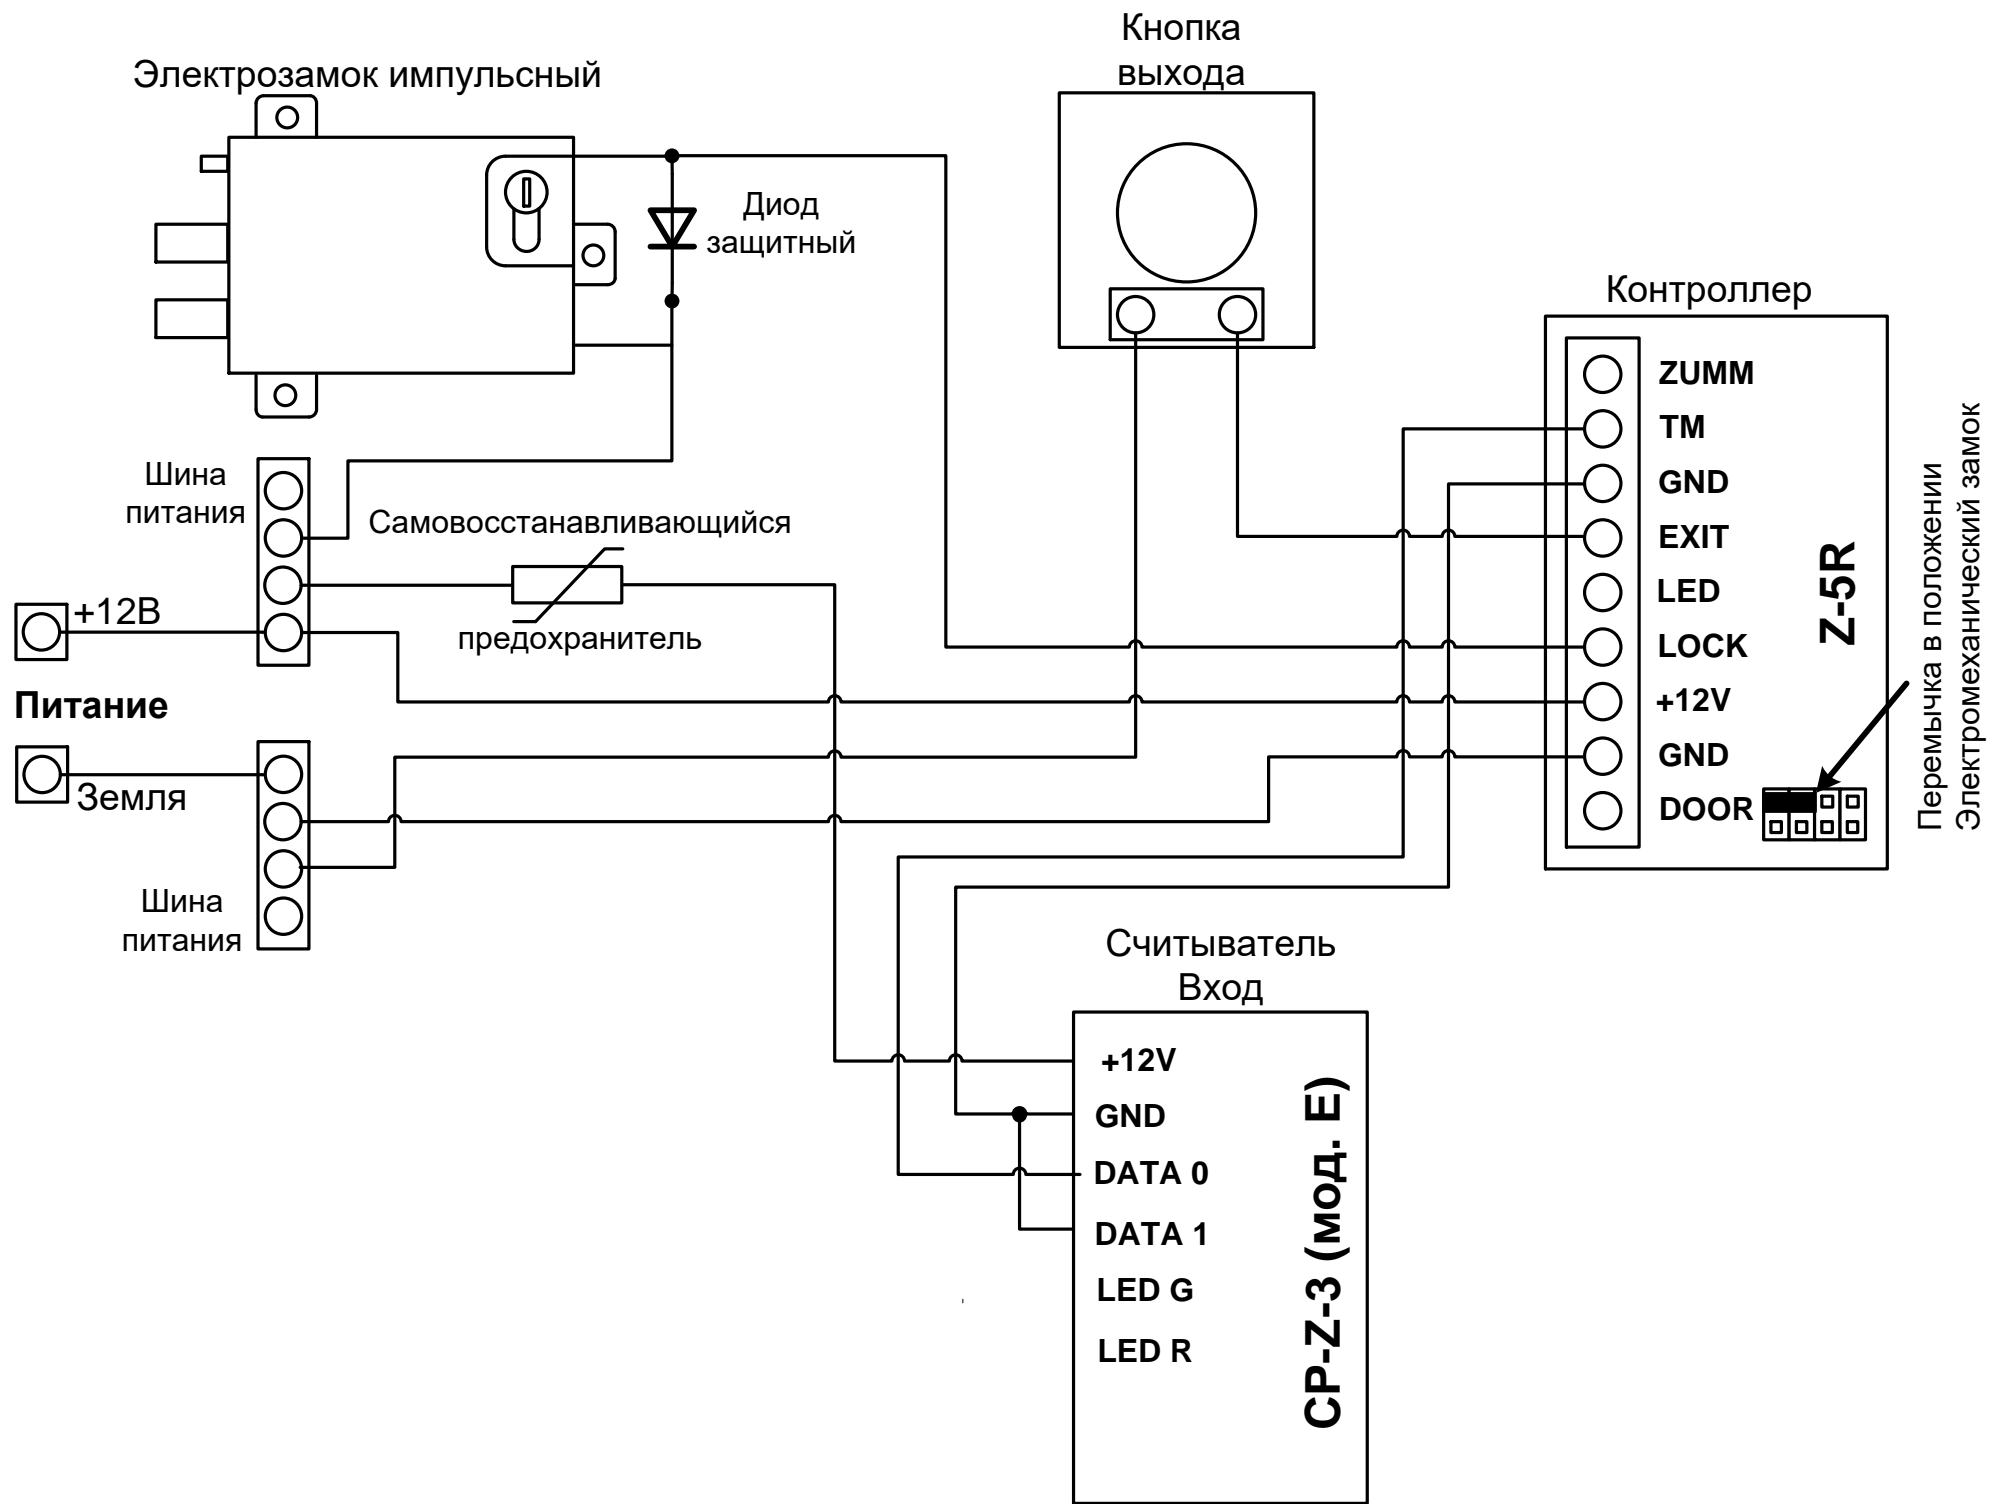 Кнопка
выхода
Электрозамок импульсный
Диод
защитный
Контроллер
ZUMM
TM
GND
EXIT
LED
LOCK
+12V
GND
DOOR
Z-5R
Перемычка в положении
Электромеханический замок
Шина
питания
Самовосстанавливающийся
предохранитель
+12В
Питание
Земля
Шина
питания
Считыватель
Вход
+12V
GND
DATA 0
DATA 1
LED G
LED R
CP-Z-3 (мод. E)